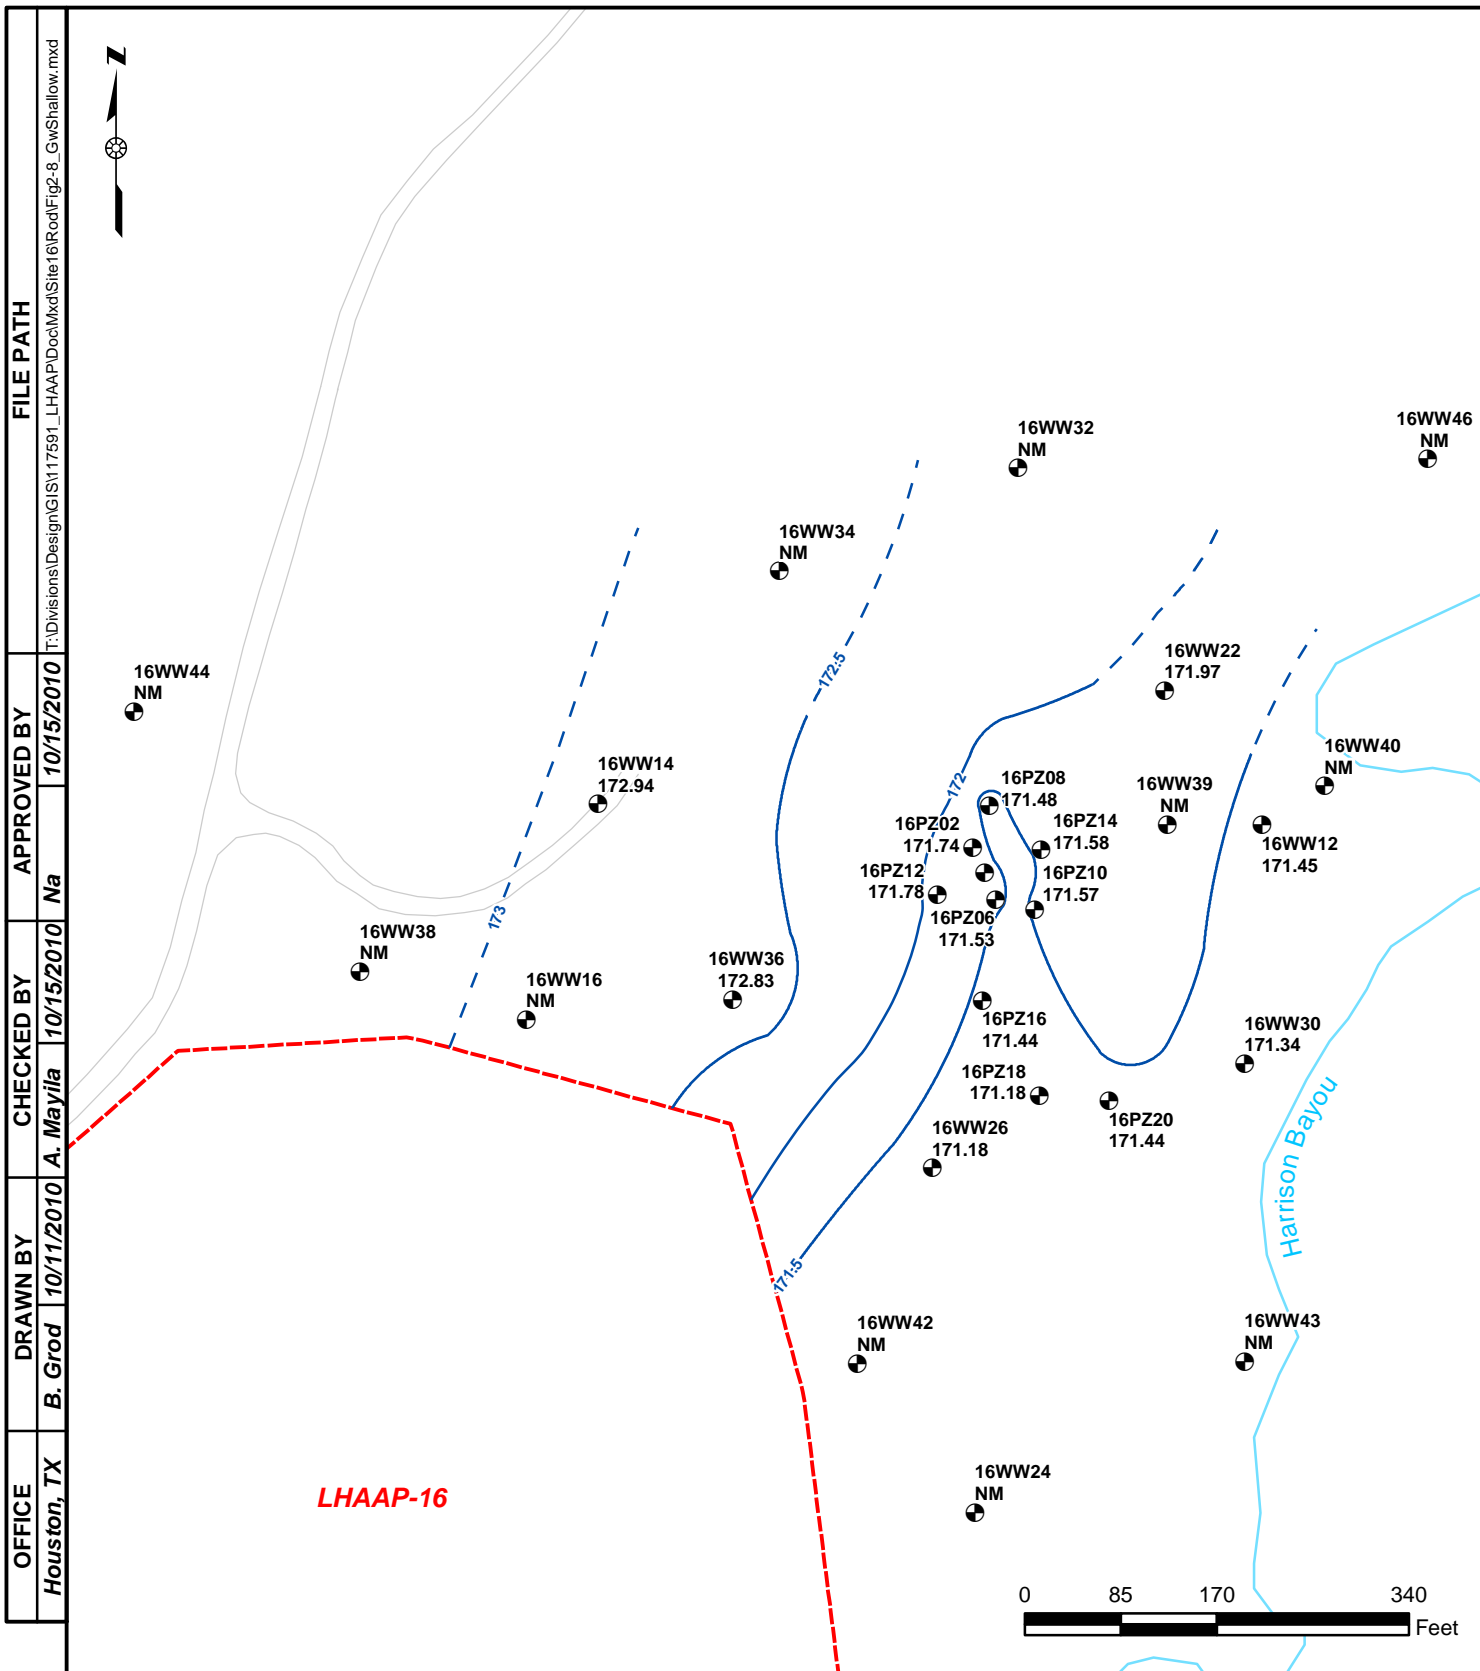 FILE PATH
T:\Divisions\Design\GIS\117591_LHAAP\Doc\Mxd\Site16\Rod\Fig2-8_GwShallow.mxd
APPROVED BY
Na 10/15/2010
CHECKED BY
A. Mayila 10/15/2010
DRAWN BY
B. Grod 10/11/2010
OFFICE
Houston, TX
N
16WW46
NM
16WW32
NM
16WW34
NM
16WW44
NM
172.5
16WW22
171.97
16WW14
172.94
16WW40
NM
16WW39
NM
172
16PZ08
171.48
16PZ14
171.58
16PZ02
171.74
16WW12
171.45
16PZ12
171.78
16PZ10
171.57
16PZ06
171.53
173
16WW38
NM
16WW36
172.83
16WW16
NM
16PZ16
171.44
16WW30
171.34
16PZ18
171.18
16PZ20
171.44
16WW26
171.18
Harrison Bayou
171.5
16WW42
NM
16WW43
NM
16WW24
NM
LHAAP-16
0 85 170 340
Feet